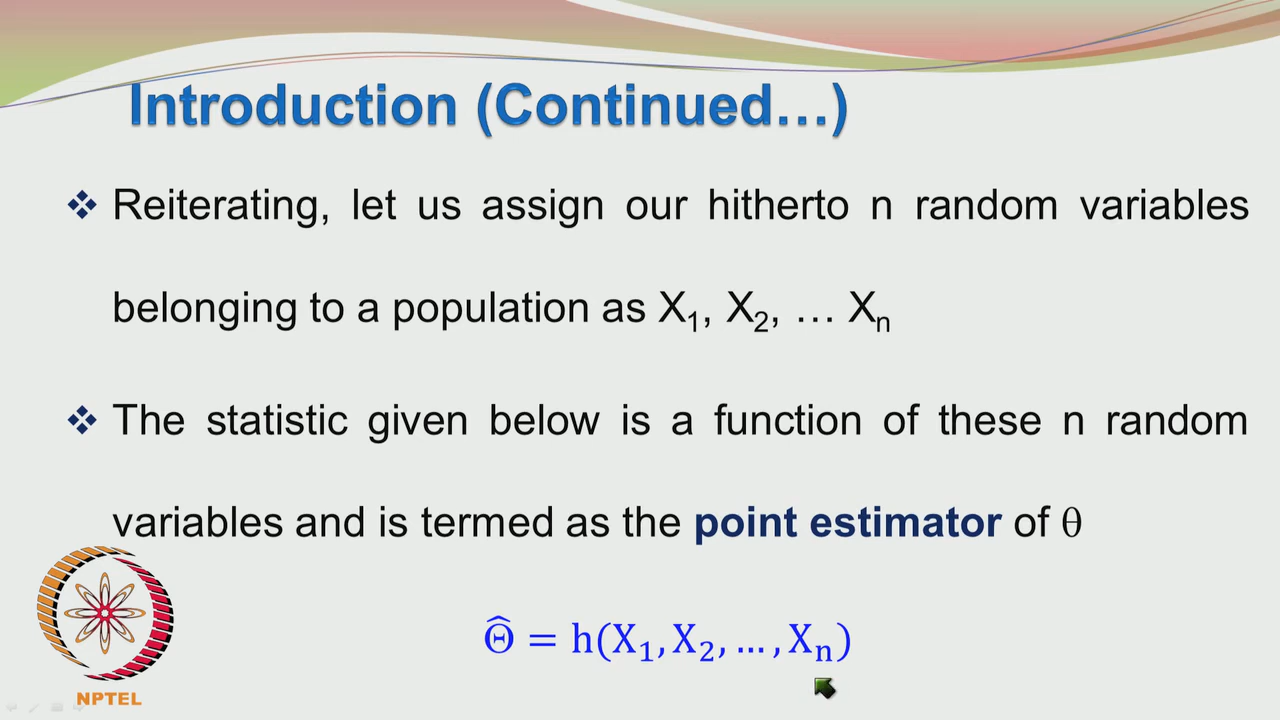 Introduction (Continued…)
❖ Reiterating, let us assign our hitherto n random variables
belonging to a population as X₁, X₂, … Xₙ
❖ The statistic given below is a function of these n random
variables and is termed as the point estimator of θ
Θ̂ = h(X₁, X₂, … , Xₙ)
NPTEL